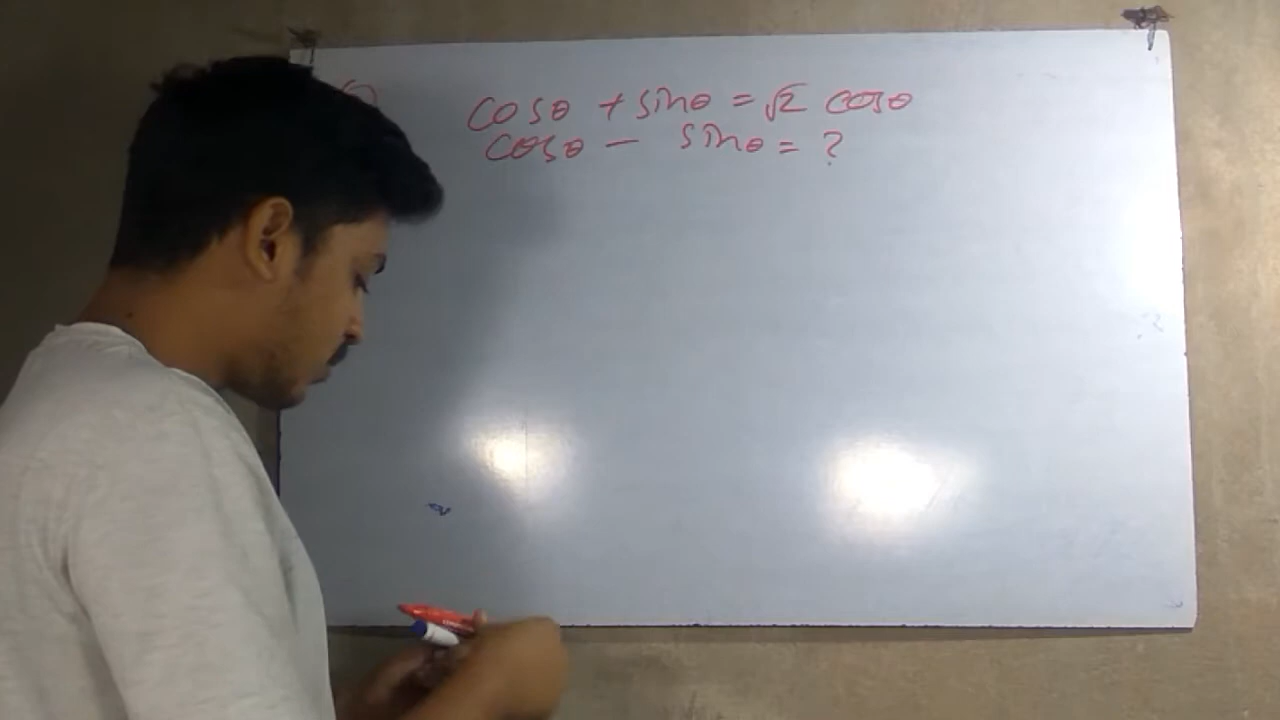 cosθ + sinθ = √2 cosθ
cosθ - sinθ = ?